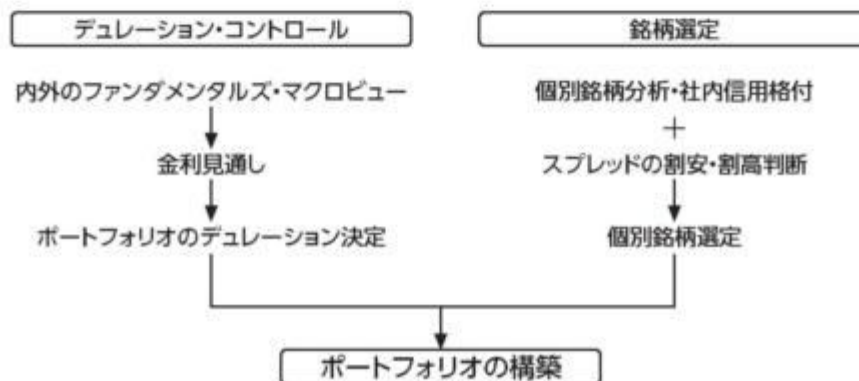 デュレーション・コントロール
内外のファンダメンタルズ・マクロビュー
金利見通し
ポートフォリオのデュレーション決定
銘柄選定
個別銘柄分析・社内信用格付
+
スプレッドの割安・割高判断
個別銘柄選定
ポートフォリオの構築